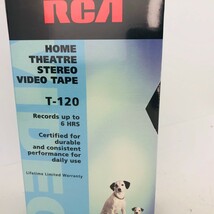 RCA
HOME
THEATRE
STEREO
VIDEO TAPE
T-120
Records up to
6 HRS
Certified for
durable
and consistent
performance for
daily use
Lifetime Limited Warranty